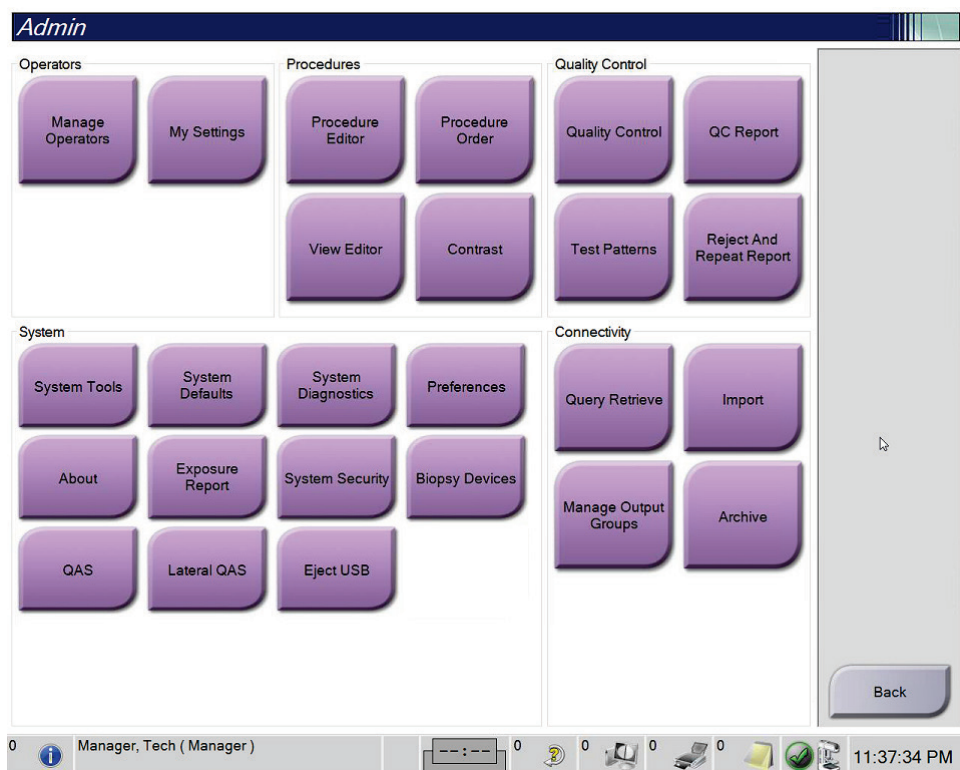 Admin
Operators
Manage
Operators
My Settings
Procedures
Procedure
Editor
Procedure
Order
View Editor
Contrast
Quality Control
Quality Control
QC Report
Test Patterns
Reject And
Repeat Report
System
System Tools
System
Defaults
System
Diagnostics
Preferences
About
Exposure
Report
System Security
Biopsy Devices
QAS
Lateral QAS
Eject USB
Connectivity
Query Retrieve
Import
Manage Output
Groups
Archive
Back
0
Manager, Tech ( Manager )
--:--
0
0
0
0
11:37:34 PM